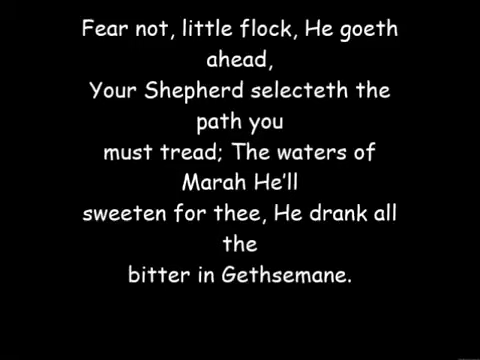 Fear not, little flock, He goeth
ahead,
Your Shepherd selecteth the
path you
must tread; The waters of
Marah He’ll
sweeten for thee, He drank all
the
bitter in Gethsemane.